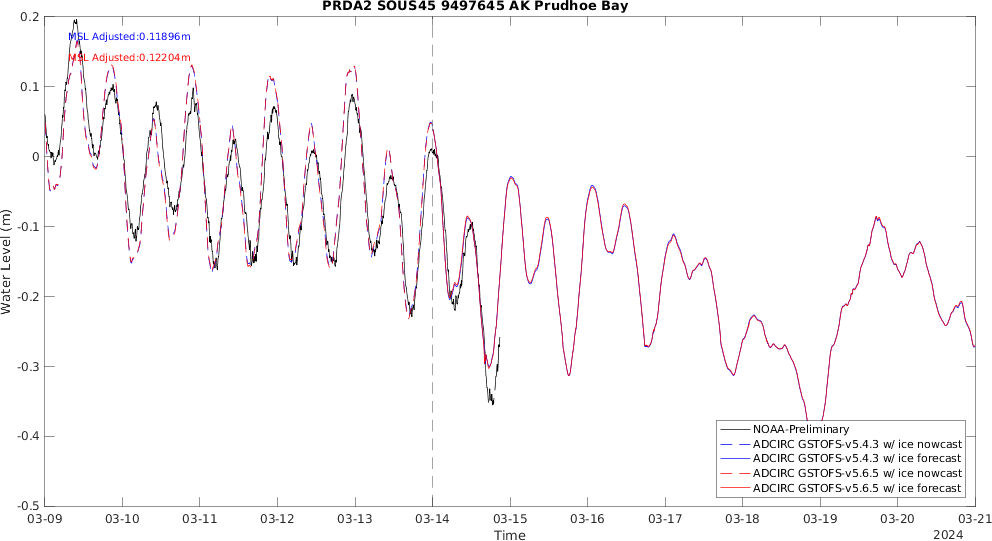 PRDA2 SOUS45 9497645 AK Prudhoe Bay
MSL Adjusted:0.11896m
MSL Adjusted:0.12204m
Water Level (m)
0.2
0.1
0
-0.1
-0.2
-0.3
-0.4
-0.5
NOAA-Preliminary
ADCIRC GSTOFS-v5.4.3 w/ ice nowcast
ADCIRC GSTOFS-v5.4.3 w/ ice forecast
ADCIRC GSTOFS-v5.6.5 w/ ice nowcast
ADCIRC GSTOFS-v5.6.5 w/ ice forecast
03-09 03-10 03-11 03-12 03-13 03-14 03-15 03-16 03-17 03-18 03-19 03-20 03-21
Time
2024